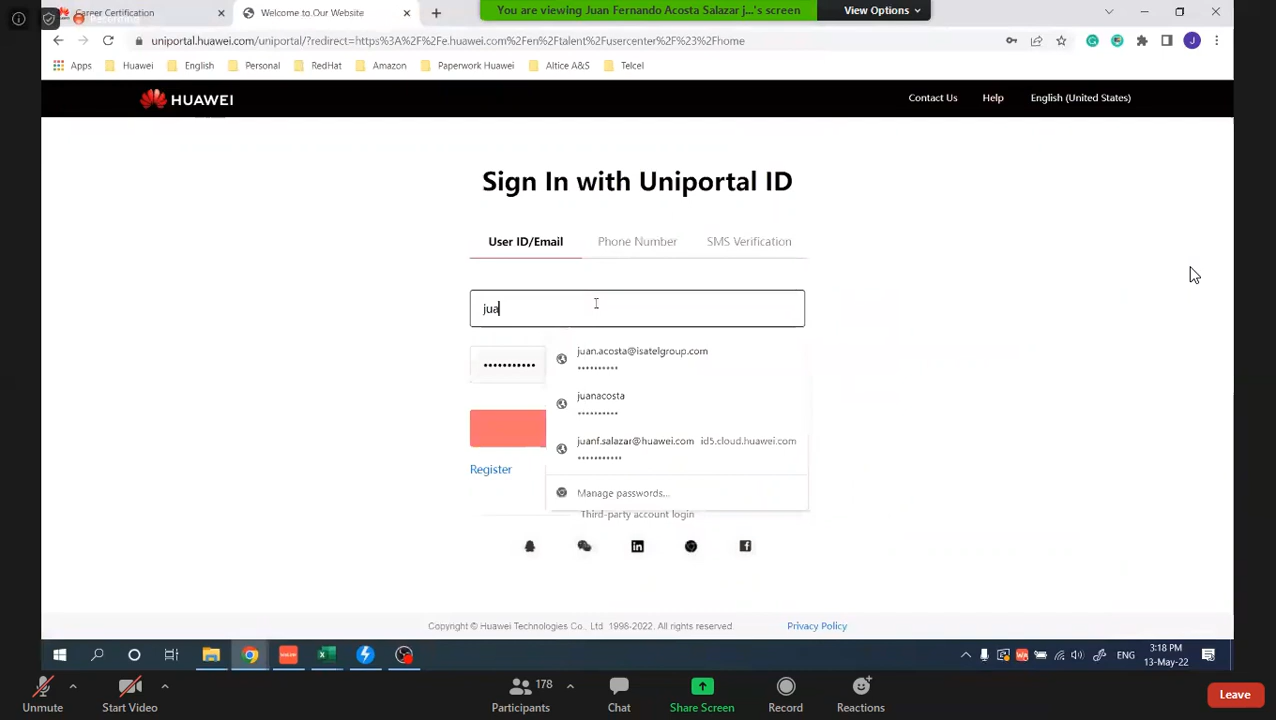 Career Certification
Welcome to Our Website
You are viewing Juan Fernando Acosta Salazar j...'s screen
View Options
uniportal.huawei.com/uniportal/?redirect=https%3A%2F%2Fe.huawei.com%2Fen%2Ftalent%2Fusercenter%2F%23%2Fhome
J
Apps Huawei English Personal RedHat Amazon Paperwork Huawei Altice A&S Telcel
HUAWEI
Contact Us Help English (United States)
Sign In with Uniportal ID
User ID/Email Phone Number SMS Verification
jua
juan.acosta@isatelgroup.com
••••••••••
•••••••••••
juanacosta
••••••••••
juanf.salazar@huawei.com id5.cloud.huawei.com
•••••••••••
Register
Manage passwords...
Third-party account login
Copyright © Huawei Technologies Co., Ltd. 1998-2022. All rights reserved.
Privacy Policy
ENG
3:18 PM
13-May-22
Unmute
Start Video
178
Participants
Chat
Share Screen
Record
Reactions
Leave